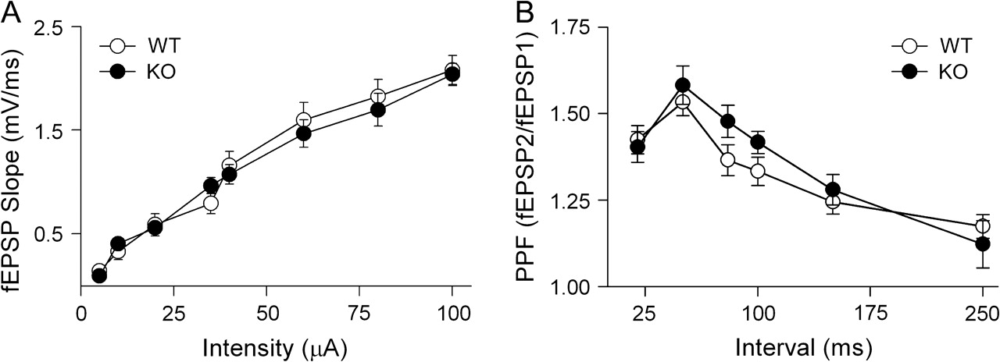 A
fEPSP Slope (mV/ms)
2.5
1.5
0.5
WT
KO
0 25 50 75 100
Intensity (μA)
B
PPF (fEPSP2/fEPSP1)
1.75
1.50
1.25
1.00
WT
KO
25 100 175 250
Interval (ms)